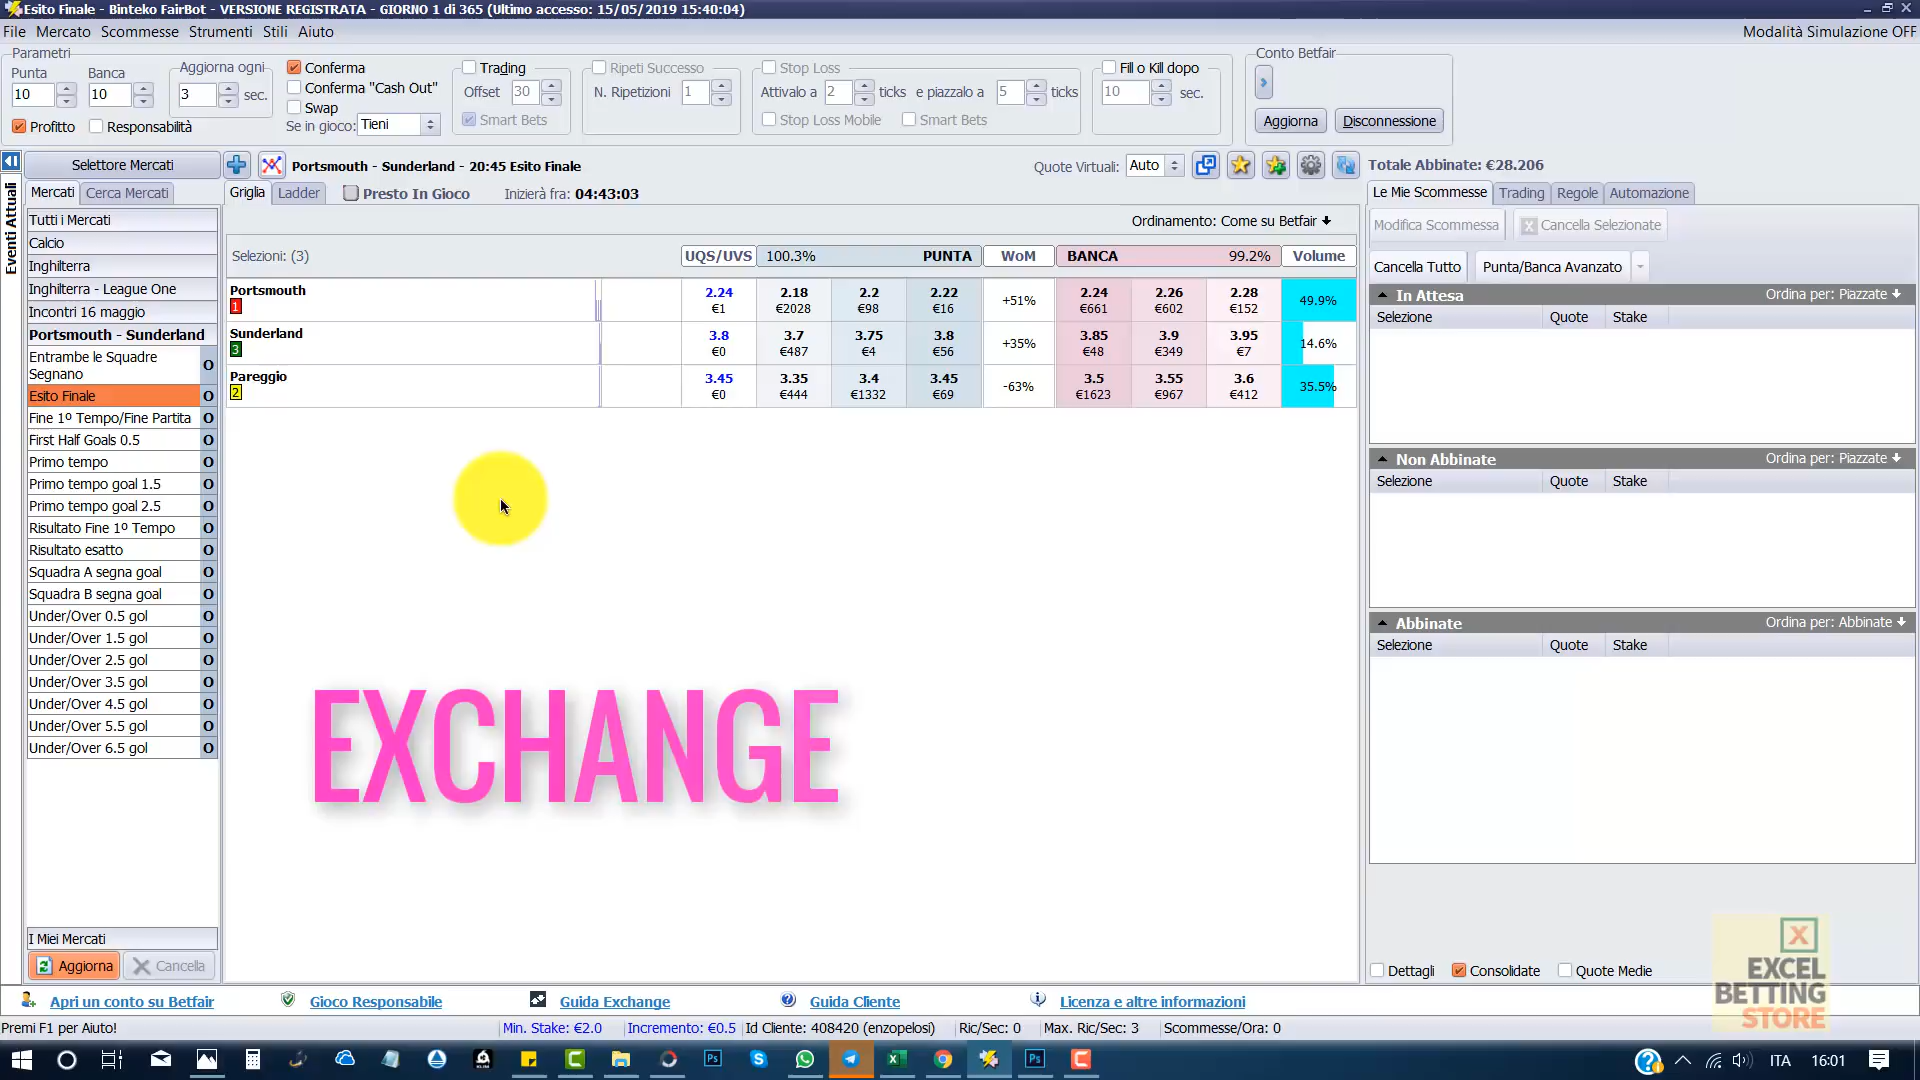 Esito Finale - Binteko FairBot - VERSIONE REGISTRATA - GIORNO 1 di 365 (Ultimo accesso: 15/05/2019 15:40:04)
File Mercato Scommesse Strumenti Stili Aiuto
Modalità Simulazione OFF
Parametri
Punta Banca
10 10
Profitto Responsabilità
Aggiorna ogni
3 sec.
Conferma
Conferma "Cash Out"
Swap
Se in gioco: Tieni
Trading
Offset 30
Smart Bets
Ripeti Successo
N. Ripetizioni 1
Stop Loss
Attivalo a 2 ticks e piazzalo a 5 ticks
Stop Loss Mobile Smart Bets
Fill o Kill dopo
10 sec.
Conto Betfair
Aggiorna Disconnessione
Eventi Attuali
Selettore Mercati
Mercati Cerca Mercati
Tutti i Mercati
Calcio
Inghilterra
Inghilterra - League One
Incontri 16 maggio
Portsmouth - Sunderland
Entrambe le Squadre Segnano O
Esito Finale O
Fine 1º Tempo/Fine Partita O
First Half Goals 0.5 O
Primo tempo O
Primo tempo goal 1.5 O
Primo tempo goal 2.5 O
Risultato Fine 1º Tempo O
Risultato esatto O
Squadra A segna goal O
Squadra B segna goal O
Under/Over 0.5 gol O
Under/Over 1.5 gol O
Under/Over 2.5 gol O
Under/Over 3.5 gol O
Under/Over 4.5 gol O
Under/Over 5.5 gol O
Under/Over 6.5 gol O
I Miei Mercati
Aggiorna Cancella
Portsmouth - Sunderland - 20:45 Esito Finale
Quote Virtuali: Auto
Griglia Ladder Presto In Gioco Inizierà fra: 04:43:03
Ordinamento: Come su Betfair
Selezioni: (3) UQS/UVS 100.3% PUNTA WoM BANCA 99.2% Volume
Portsmouth 2.24 2.18 2.2 2.22 +51% 2.24 2.26 2.28 49.9%
1 €1 €2028 €98 €16 €661 €602 €152
Sunderland 3.8 3.7 3.75 3.8 +35% 3.85 3.9 3.95 14.6%
3 €0 €487 €4 €56 €48 €349 €7
Pareggio 3.45 3.35 3.4 3.45 -63% 3.5 3.55 3.6 35.5%
2 €0 €444 €1332 €69 €1623 €967 €412
EXCHANGE
Totale Abbinate: €28.206
Le Mie Scommesse Trading Regole Automazione
Modifica Scommessa Cancella Selezionate
Cancella Tutto Punta/Banca Avanzato
In Attesa Ordina per: Piazzate
Selezione Quote Stake
Non Abbinate Ordina per: Piazzate
Selezione Quote Stake
Abbinate Ordina per: Abbinate
Selezione Quote Stake
Dettagli Consolidate Quote Medie
X
EXCEL
BETTING
STORE
Apri un conto su Betfair Gioco Responsabile Guida Exchange Guida Cliente Licenza e altre informazioni
Premi F1 per Aiuto! Min. Stake: €2.0 Incremento: €0.5 Id Cliente: 408420 (enzopelosi) Ric/Sec: 0 Max. Ric/Sec: 3 Scommesse/Ora: 0
ITA 16:01